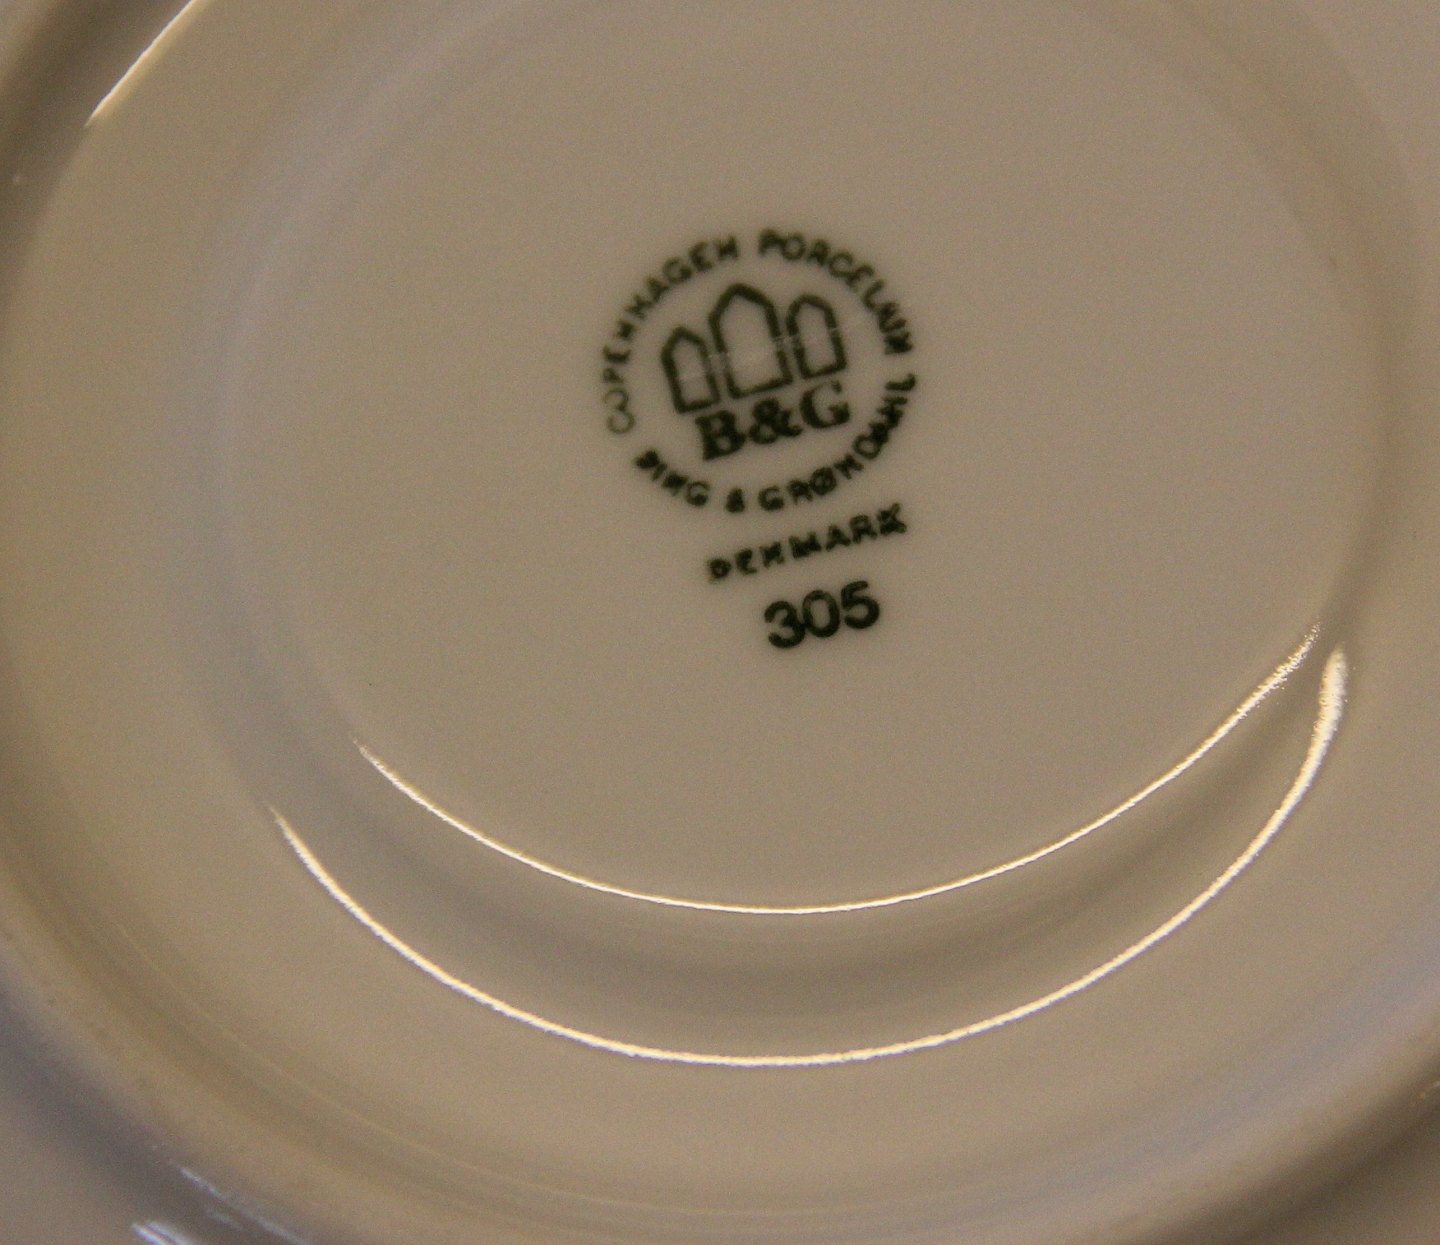 COPENHAGEN PORCELAIN
B&G
BING & GRØNDAHL
DENMARK
305